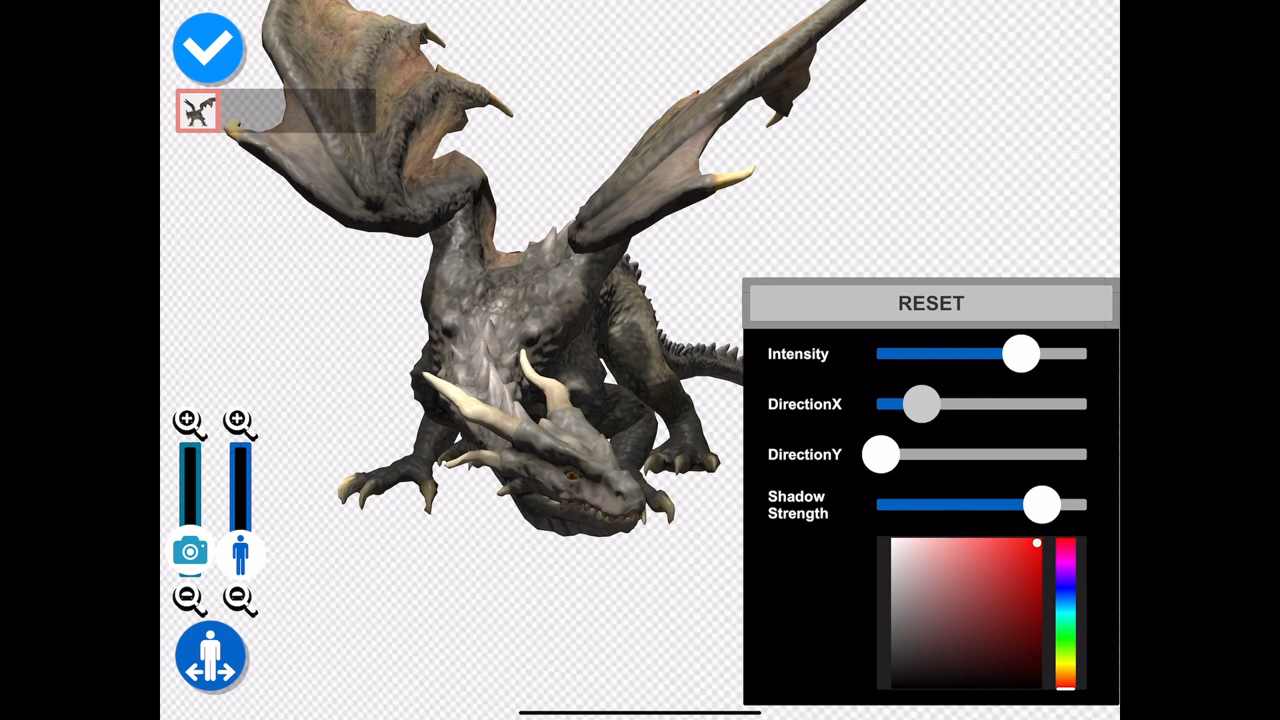 RESET
Intensity
DirectionX
DirectionY
Shadow
Strength